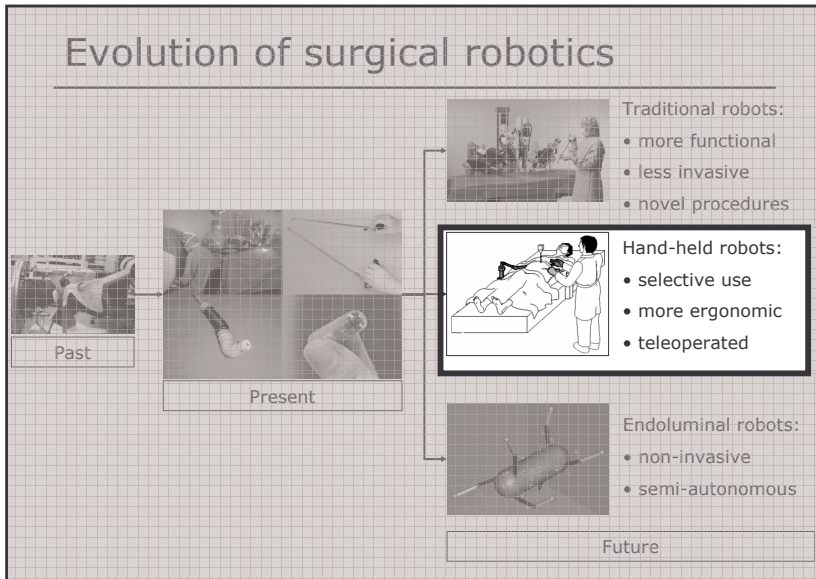 Evolution of surgical robotics
Traditional robots:
• more functional
• less invasive
• novel procedures
Hand-held robots:
• selective use
• more ergonomic
• teleoperated
Past
Present
Endoluminal robots:
• non-invasive
• semi-autonomous
Future